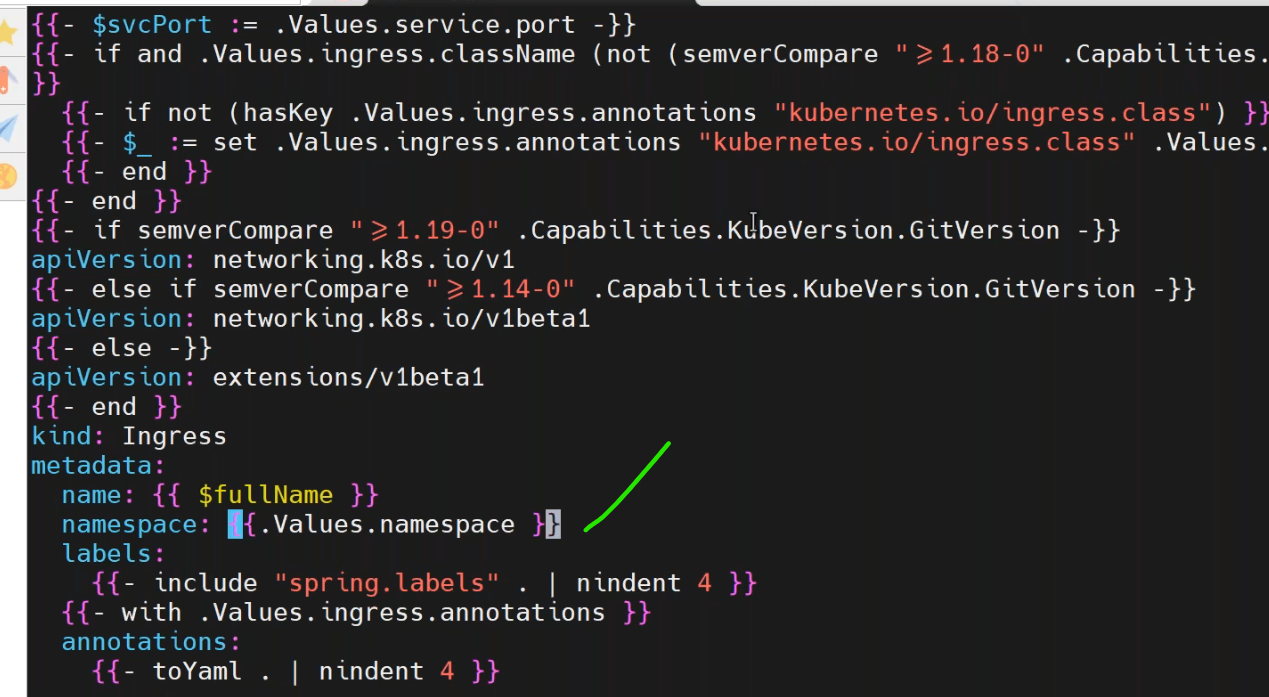 {{- $svcPort := .Values.service.port -}}
{{- if and .Values.ingress.className (not (semverCompare ">=1.18-0" .Capabilities.
}}
  {{- if not (hasKey .Values.ingress.annotations "kubernetes.io/ingress.class") }}
  {{- $_ := set .Values.ingress.annotations "kubernetes.io/ingress.class" .Values.
  {{- end }}
{{- end }}
{{- if semverCompare ">=1.19-0" .Capabilities.KubeVersion.GitVersion -}}
apiVersion: networking.k8s.io/v1
{{- else if semverCompare ">=1.14-0" .Capabilities.KubeVersion.GitVersion -}}
apiVersion: networking.k8s.io/v1beta1
{{- else -}}
apiVersion: extensions/v1beta1
{{- end }}
kind: Ingress
metadata:
  name: {{ $fullName }}
  namespace: {{.Values.namespace }}
  labels:
    {{- include "spring.labels" . | nindent 4 }}
  {{- with .Values.ingress.annotations }}
  annotations:
    {{- toYaml . | nindent 4 }}